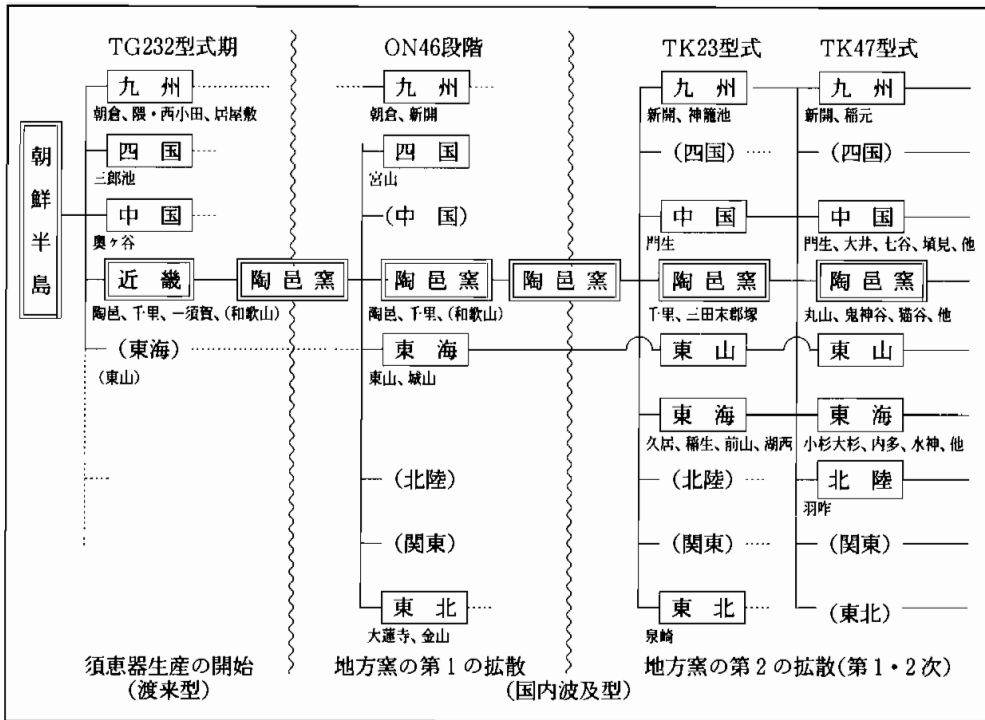 TG232型式期
ON46段階
TK23型式
TK47型式
朝鮮半島
九州
朝倉、隈・西小田、居屋敷
四国
三郎池
中国
奥ヶ谷
近畿
陶邑、千里、一須賀、(和歌山)
(東海)
(東山)
陶邑窯
九州
朝倉、新開
四国
宮山
(中国)
陶邑窯
陶邑、千里、(和歌山)
東海
東山、城山
(北陸)
(関東)
東北
大蓮寺、金山
陶邑窯
九州
新開、神籠池
(四国)
中国
門生
陶邑窯
千里、三田末郡塚
東山
東海
久居、稲生、前山、湖西
(北陸)
(関東)
東北
泉崎
九州
新開、稲元
(四国)
中国
門生、大井、七谷、埴見、他
陶邑窯
丸山、鬼神谷、猫谷、他
東山
東海
小杉大杉、内多、水神、他
北陸
羽咋
(関東)
(東北)
須恵器生産の開始
(渡来型)
地方窯の第1の拡散
地方窯の第2の拡散(第1・2次)
(国内波及型)